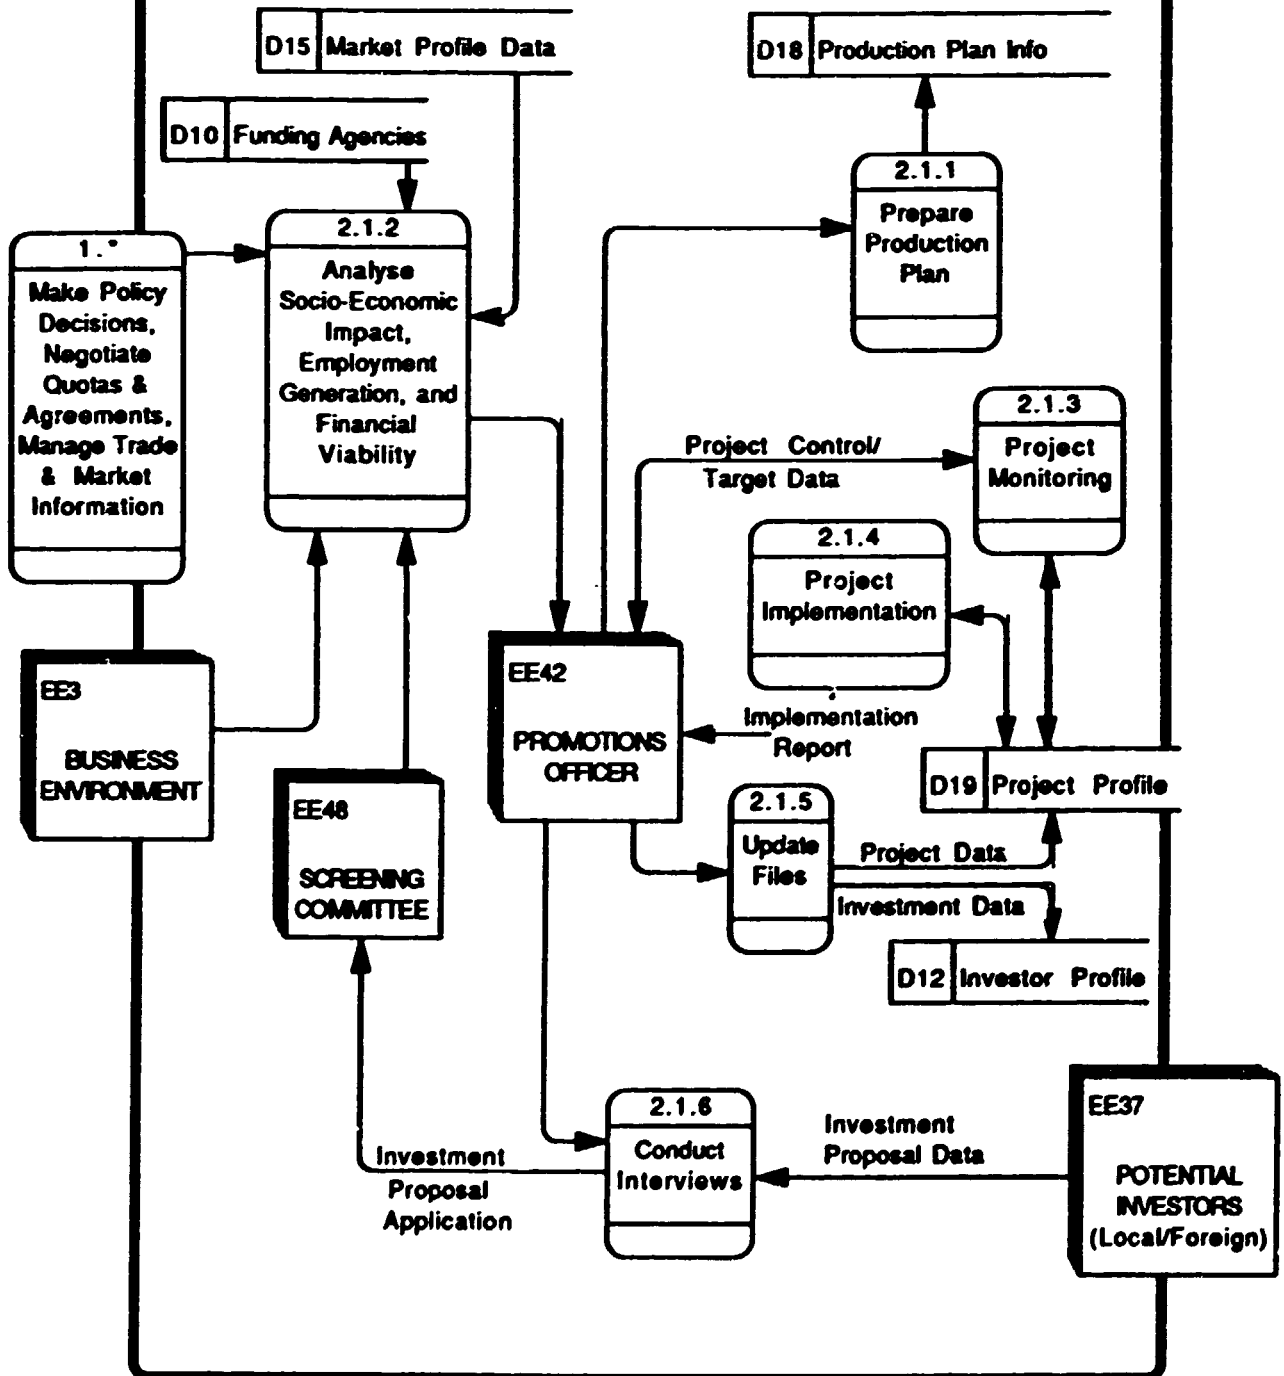 D15 Market Profile Data
D18 Production Plan Info
D10 Funding Agencies
2.1.1
Prepare
Production
Plan
1.*
Make Policy
Decisions,
Negotiate
Quotas &
Agreements,
Manage Trade
& Market
Information
2.1.2
Analyse
Socio-Economic
Impact,
Employment
Generation, and
Financial
Viability
2.1.3
Project
Monitoring
Project Control/
Target Data
2.1.4
Project
Implementation
EE3
BUSINESS
ENVIRONMENT
EE42
PROMOTIONS
OFFICER
Implementation
Report
D19 Project Profile
EE48
SCREENING
COMMITTEE
2.1.5
Update
Files
Project Data
Investment Data
D12 Investor Profile
2.1.6
Conduct
Interviews
Investment
Proposal
Application
Investment
Proposal Data
EE37
POTENTIAL
INVESTORS
(Local/Foreign)